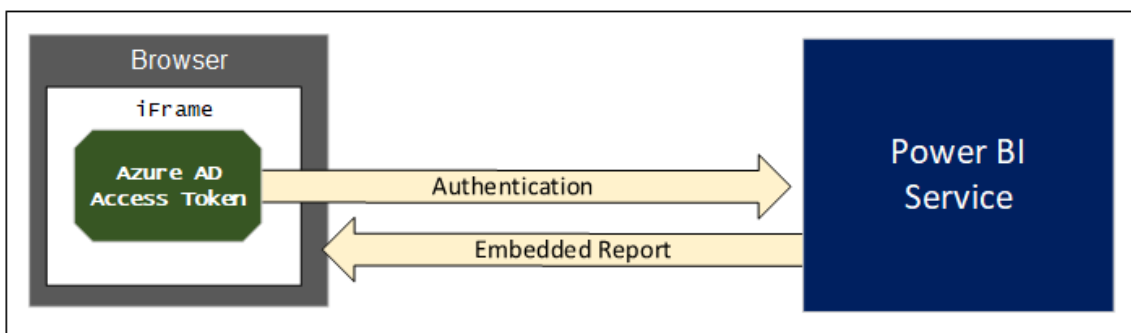 Browser
iFrame
Azure AD
Access Token
Authentication
Embedded Report
Power BI
Service